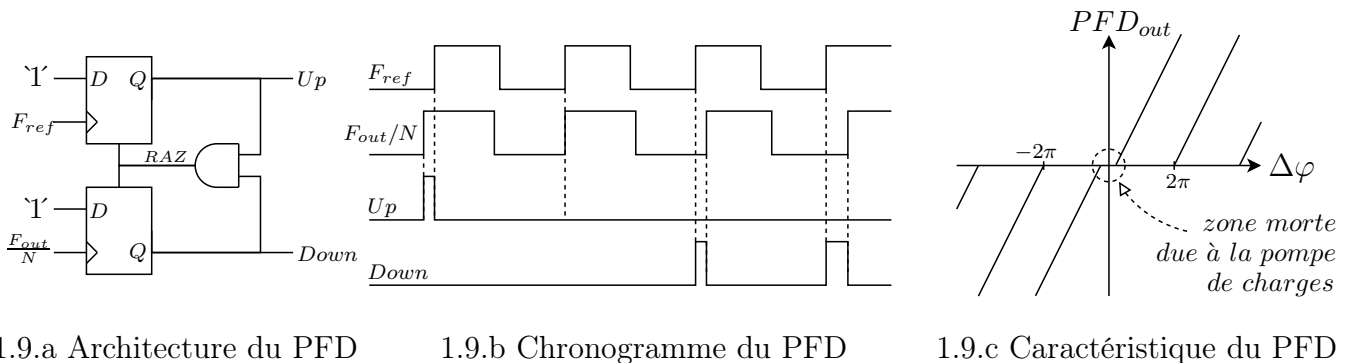 `1'
D
Q
Up
F_ref
RAZ
`1'
D
F_out/N
Q
Down
F_ref
F_out/N
Up
Down
PFD_out
−2π
2π
Δφ
zone morte
due à la pompe
de charges
1.9.a Architecture du PFD
1.9.b Chronogramme du PFD
1.9.c Caractéristique du PFD